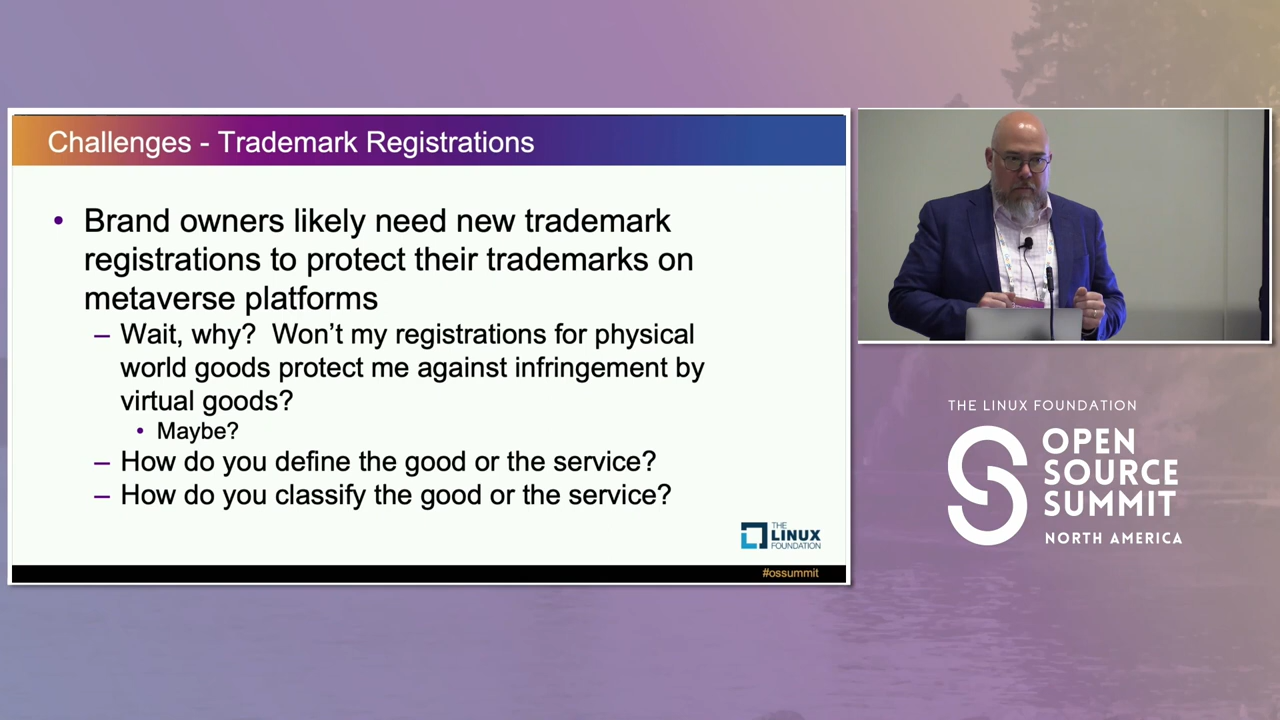 Challenges - Trademark Registrations
• Brand owners likely need new trademark
registrations to protect their trademarks on
metaverse platforms
– Wait, why?  Won’t my registrations for physical
world goods protect me against infringement by
virtual goods?
• Maybe?
– How do you define the good or the service?
– How do you classify the good or the service?
THE
LINUX
FOUNDATION
#ossummit
THE LINUX FOUNDATION
OPEN
SOURCE
SUMMIT
NORTH AMERICA